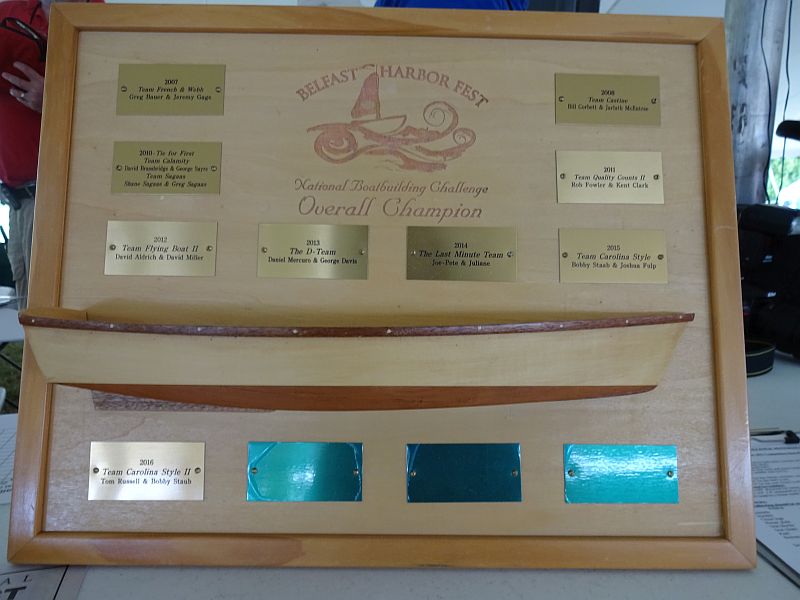 BELFAST HARBOR FEST
National Boatbuilding Challenge
Overall Champion
2007
Team French & Webb
Greg Bauer & Jeremy Gage
2008
Team Castine
Bill Corbett & Jarlath McEntree
2010-Tie for First
Team Calamity
David Brassbridge & George Sayre
Team Sagaas
Shane Sagaas & Greg Sagaas
2011
Team Quality Counts II
Rob Fowler & Kent Clark
2012
Team Flying Boat II
David Aldrich & David Miller
2013
The D-Team
Daniel Mercuro & George Davis
2014
The Last Minute Team
Joe-Pete & Juliane
2015
Team Carolina Style
Bobby Staub & Joshua Fulp
2016
Team Carolina Style II
Tom Russell & Bobby Staub